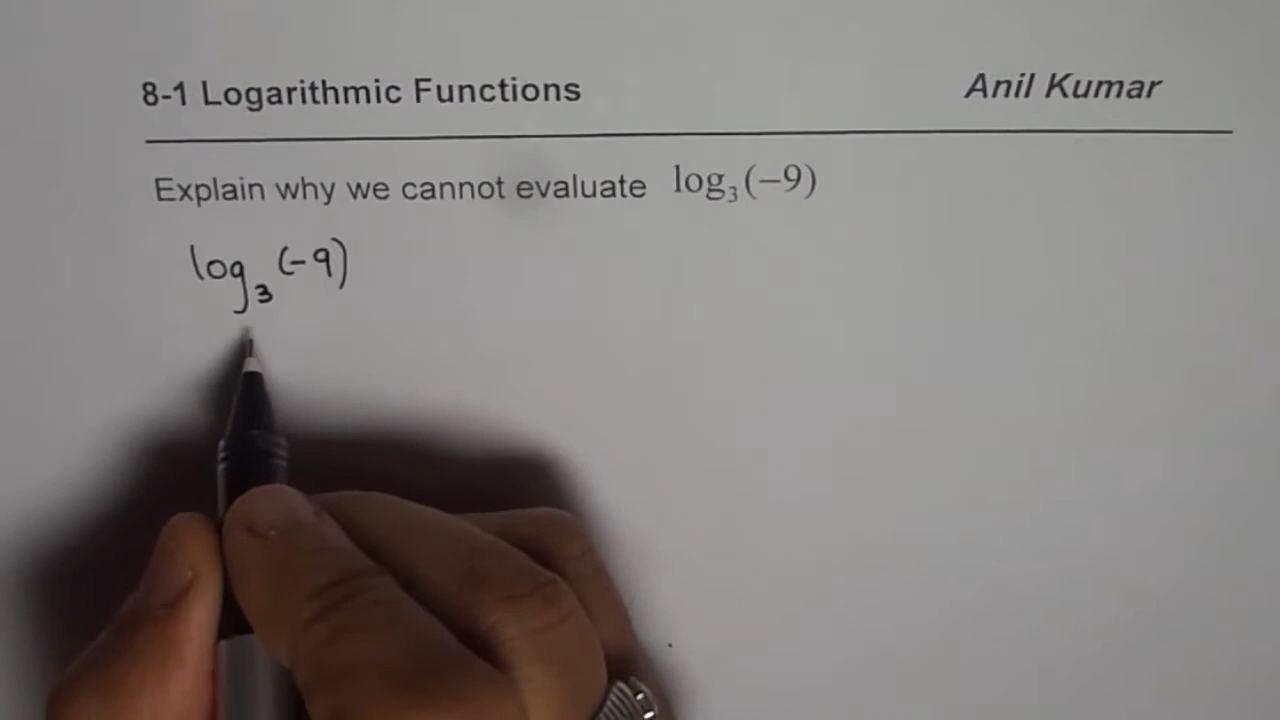 8-1 Logarithmic Functions Anil Kumar
Explain why we cannot evaluate log₃(−9)
log₃(-9)